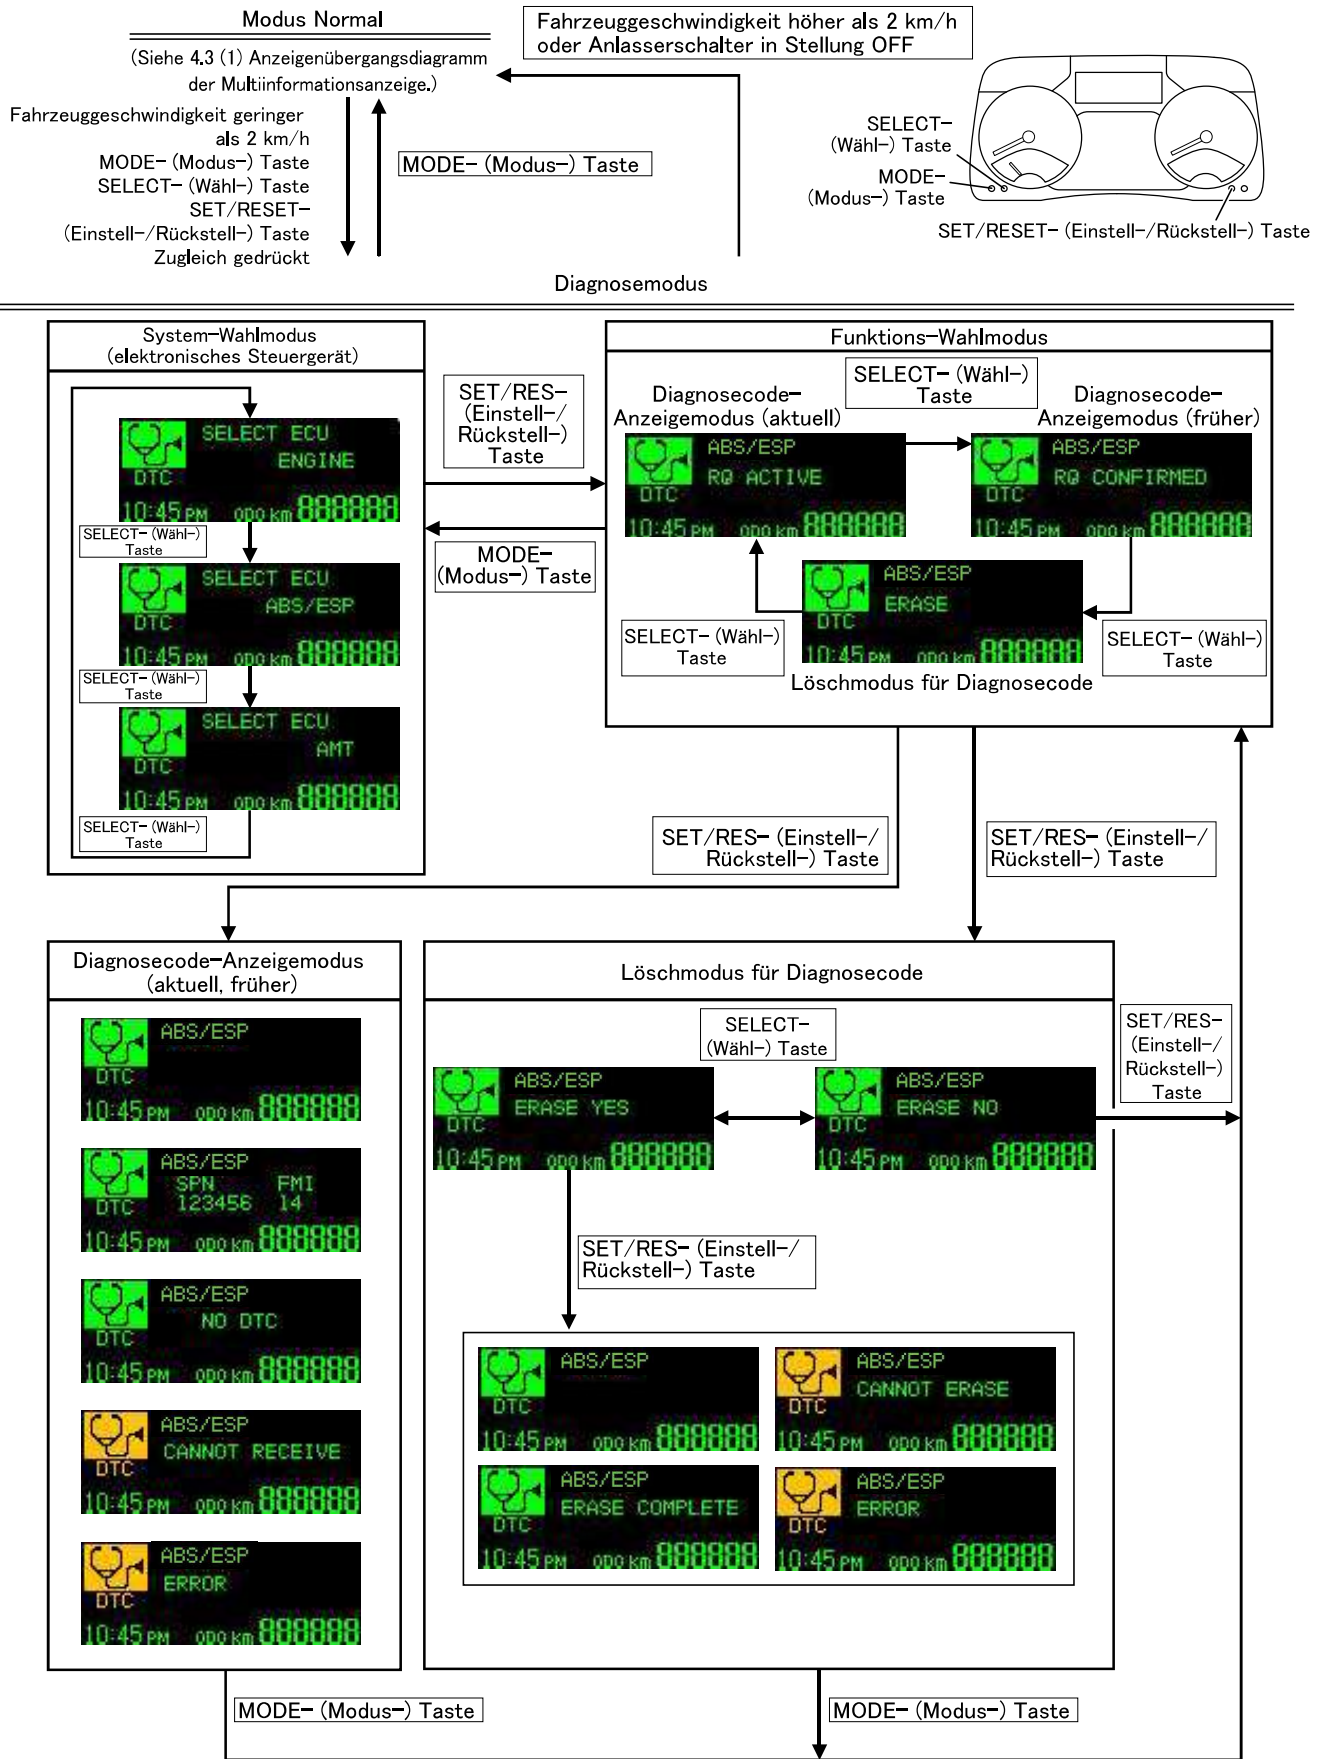 Modus Normal
(Siehe 4.3 (1) Anzeigenübergangsdiagramm
der Multiinformationsanzeige.)
Fahrzeuggeschwindigkeit höher als 2 km/h
oder Anlasserschalter in Stellung OFF
Fahrzeuggeschwindigkeit geringer
als 2 km/h
MODE- (Modus-) Taste
SELECT- (Wähl-) Taste
SET/RESET-
(Einstell-/Rückstell-) Taste
Zugleich gedrückt
MODE- (Modus-) Taste
SELECT-
(Wähl-) Taste
MODE-
(Modus-) Taste
SET/RESET- (Einstell-/Rückstell-) Taste
Diagnosemodus
System-Wahlmodus
(elektronisches Steuergerät)
SELECT ECU
ENGINE
DTC
10:45 PM ODO km 888888
SELECT- (Wähl-)
Taste
SELECT ECU
ABS/ESP
DTC
10:45 PM ODO km 888888
SELECT- (Wähl-)
Taste
SELECT ECU
AMT
DTC
10:45 PM ODO km 888888
SELECT- (Wähl-)
Taste
SET/RES-
(Einstell-/
Rückstell-)
Taste
MODE-
(Modus-) Taste
Funktions-Wahlmodus
SELECT- (Wähl-)
Taste
Diagnosecode-
Anzeigemodus (aktuell)
ABS/ESP
RQ ACTIVE
DTC
10:45 PM ODO km 888888
Diagnosecode-
Anzeigemodus (früher)
ABS/ESP
RQ CONFIRMED
DTC
10:45 PM ODO km 888888
ABS/ESP
ERASE
DTC
10:45 PM ODO km 888888
SELECT- (Wähl-)
Taste
SELECT- (Wähl-)
Taste
Löschmodus für Diagnosecode
SET/RES- (Einstell-/
Rückstell-) Taste
SET/RES- (Einstell-/
Rückstell-) Taste
Diagnosecode-Anzeigemodus
(aktuell, früher)
ABS/ESP
DTC
10:45 PM ODO km 888888
ABS/ESP
SPN FMI
123456 14
DTC
10:45 PM ODO km 888888
ABS/ESP
NO DTC
DTC
10:45 PM ODO km 888888
ABS/ESP
CANNOT RECEIVE
DTC
10:45 PM ODO km 888888
ABS/ESP
ERROR
DTC
10:45 PM ODO km 888888
Löschmodus für Diagnosecode
SELECT-
(Wähl-) Taste
ABS/ESP
ERASE YES
DTC
10:45 PM ODO km 888888
ABS/ESP
ERASE NO
DTC
10:45 PM ODO km 888888
SET/RES-
(Einstell-/
Rückstell-)
Taste
SET/RES- (Einstell-/
Rückstell-) Taste
ABS/ESP
DTC
10:45 PM ODO km 888888
ABS/ESP
CANNOT ERASE
DTC
10:45 PM ODO km 888888
ABS/ESP
ERASE COMPLETE
DTC
10:45 PM ODO km 888888
ABS/ESP
ERROR
DTC
10:45 PM ODO km 888888
MODE- (Modus-) Taste
MODE- (Modus-) Taste